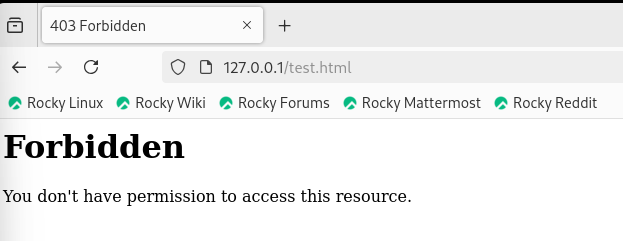 403 Forbidden
127.0.0.1/test.html
Rocky Linux Rocky Wiki Rocky Forums Rocky Mattermost Rocky Reddit
Forbidden
You don't have permission to access this resource.